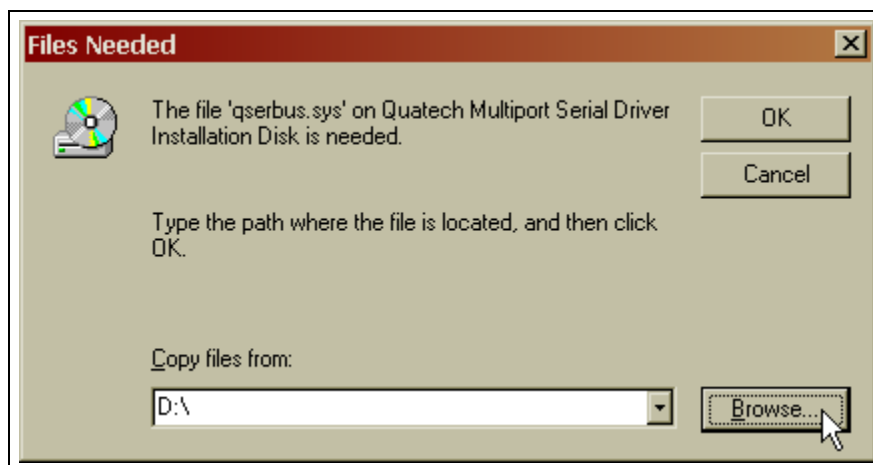 Files Needed
The file 'qserbus.sys' on Quatech Multiport Serial Driver
Installation Disk is needed.
OK
Cancel
Type the path where the file is located, and then click
OK.
Copy files from:
D:\
Browse...